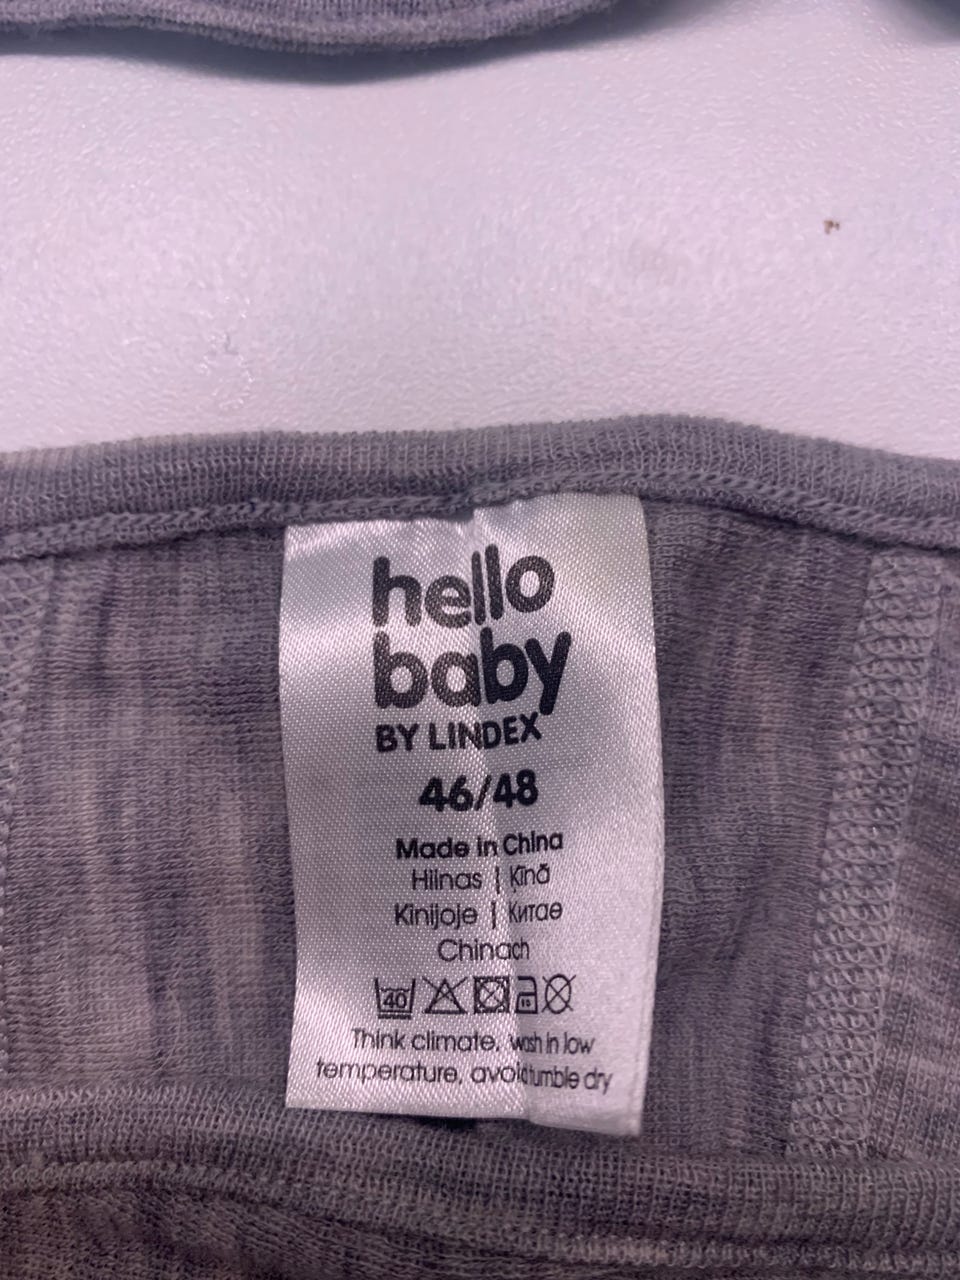 hello
baby
BY LINDEX
46/48
Made in China
Hiinas | Ķīnā
Kinijoje | Китае
Chinach
40
Think climate, wash in low
temperature, avoid tumble dry